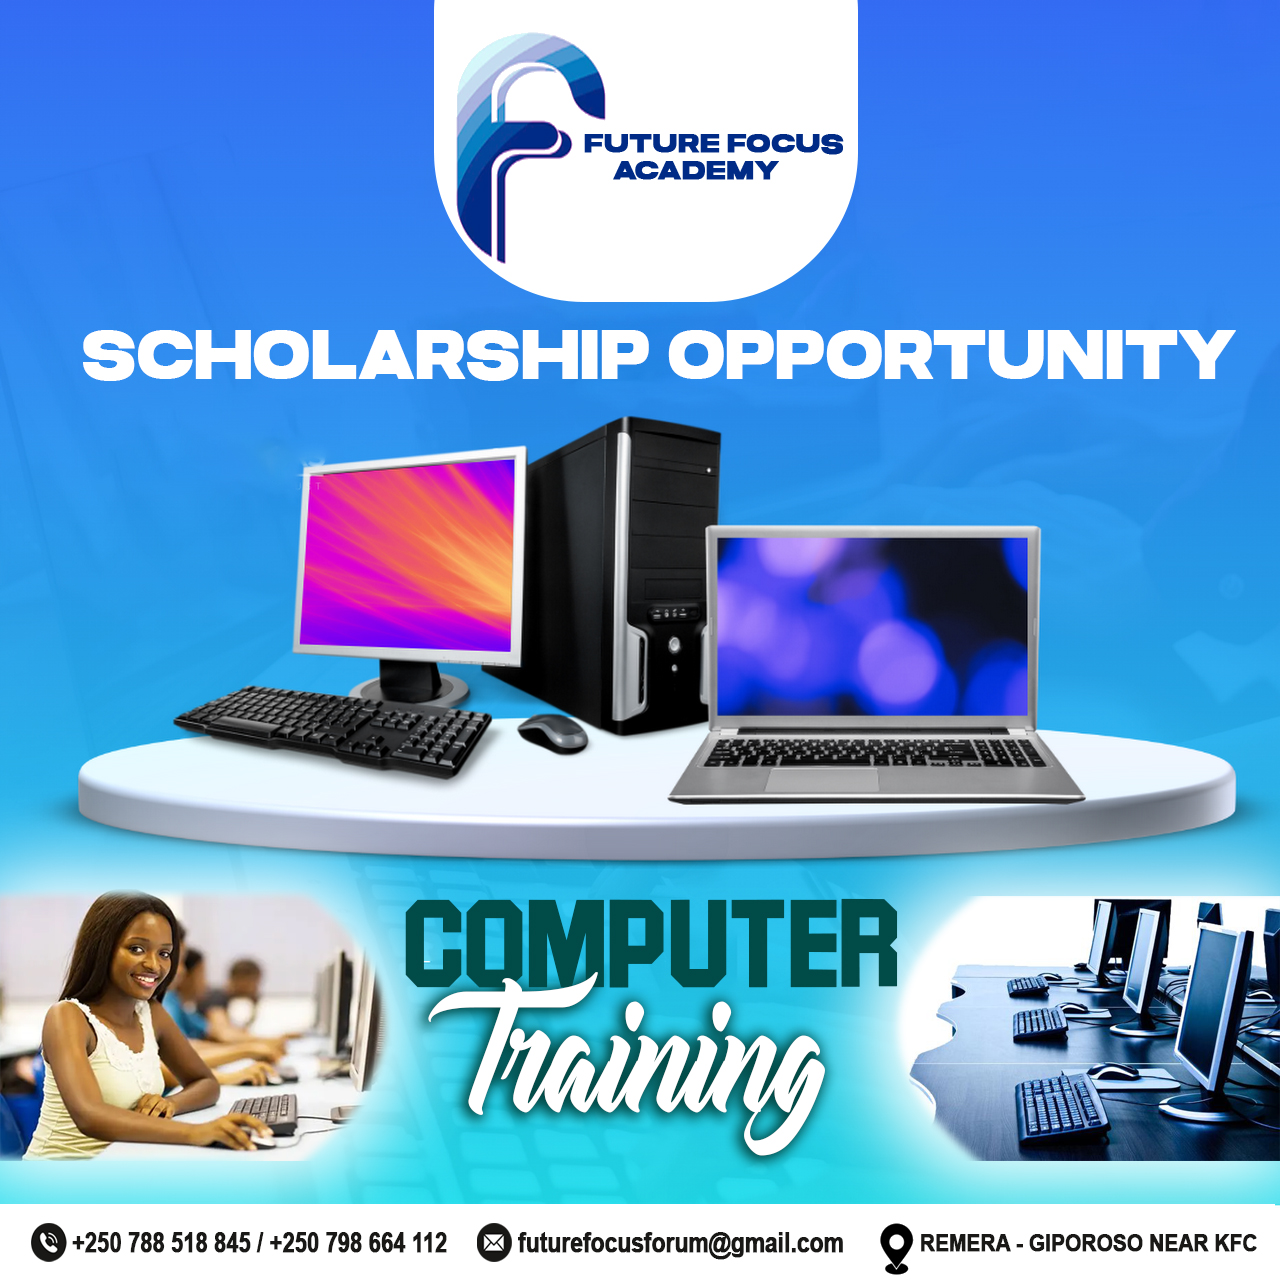 FUTURE FOCUS
ACADEMY
SCHOLARSHIP OPPORTUNITY
COMPUTER
Training
+250 788 518 845 / +250 798 664 112
futurefocusforum@gmail.com
REMERA - GIPOROSO NEAR KFC